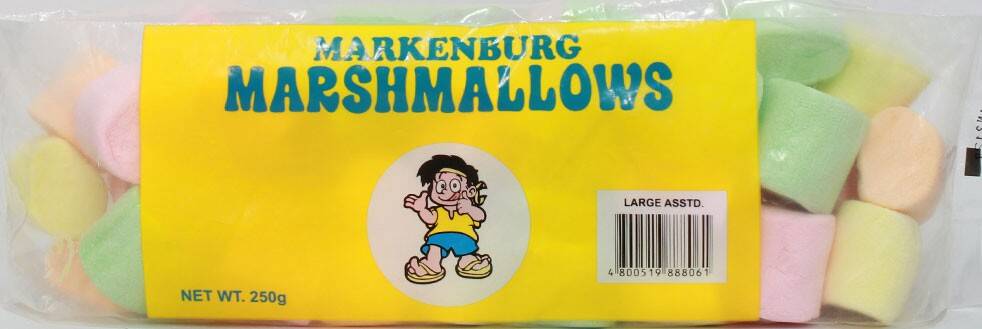 MARKENBURG
MARSHMALLOWS
LARGE ASSTD.
4 800519 888061
NET WT. 250g